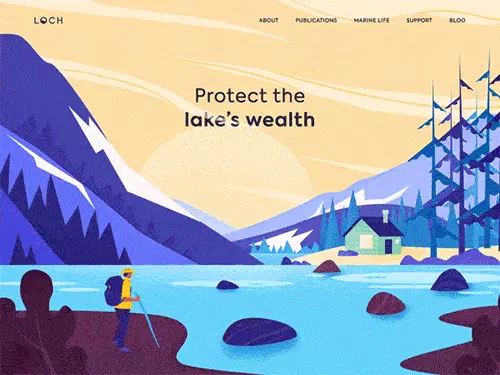 LOCH
ABOUT PUBLICATIONS MARINE LIFE SUPPORT BLOG
Protect the
lake's wealth